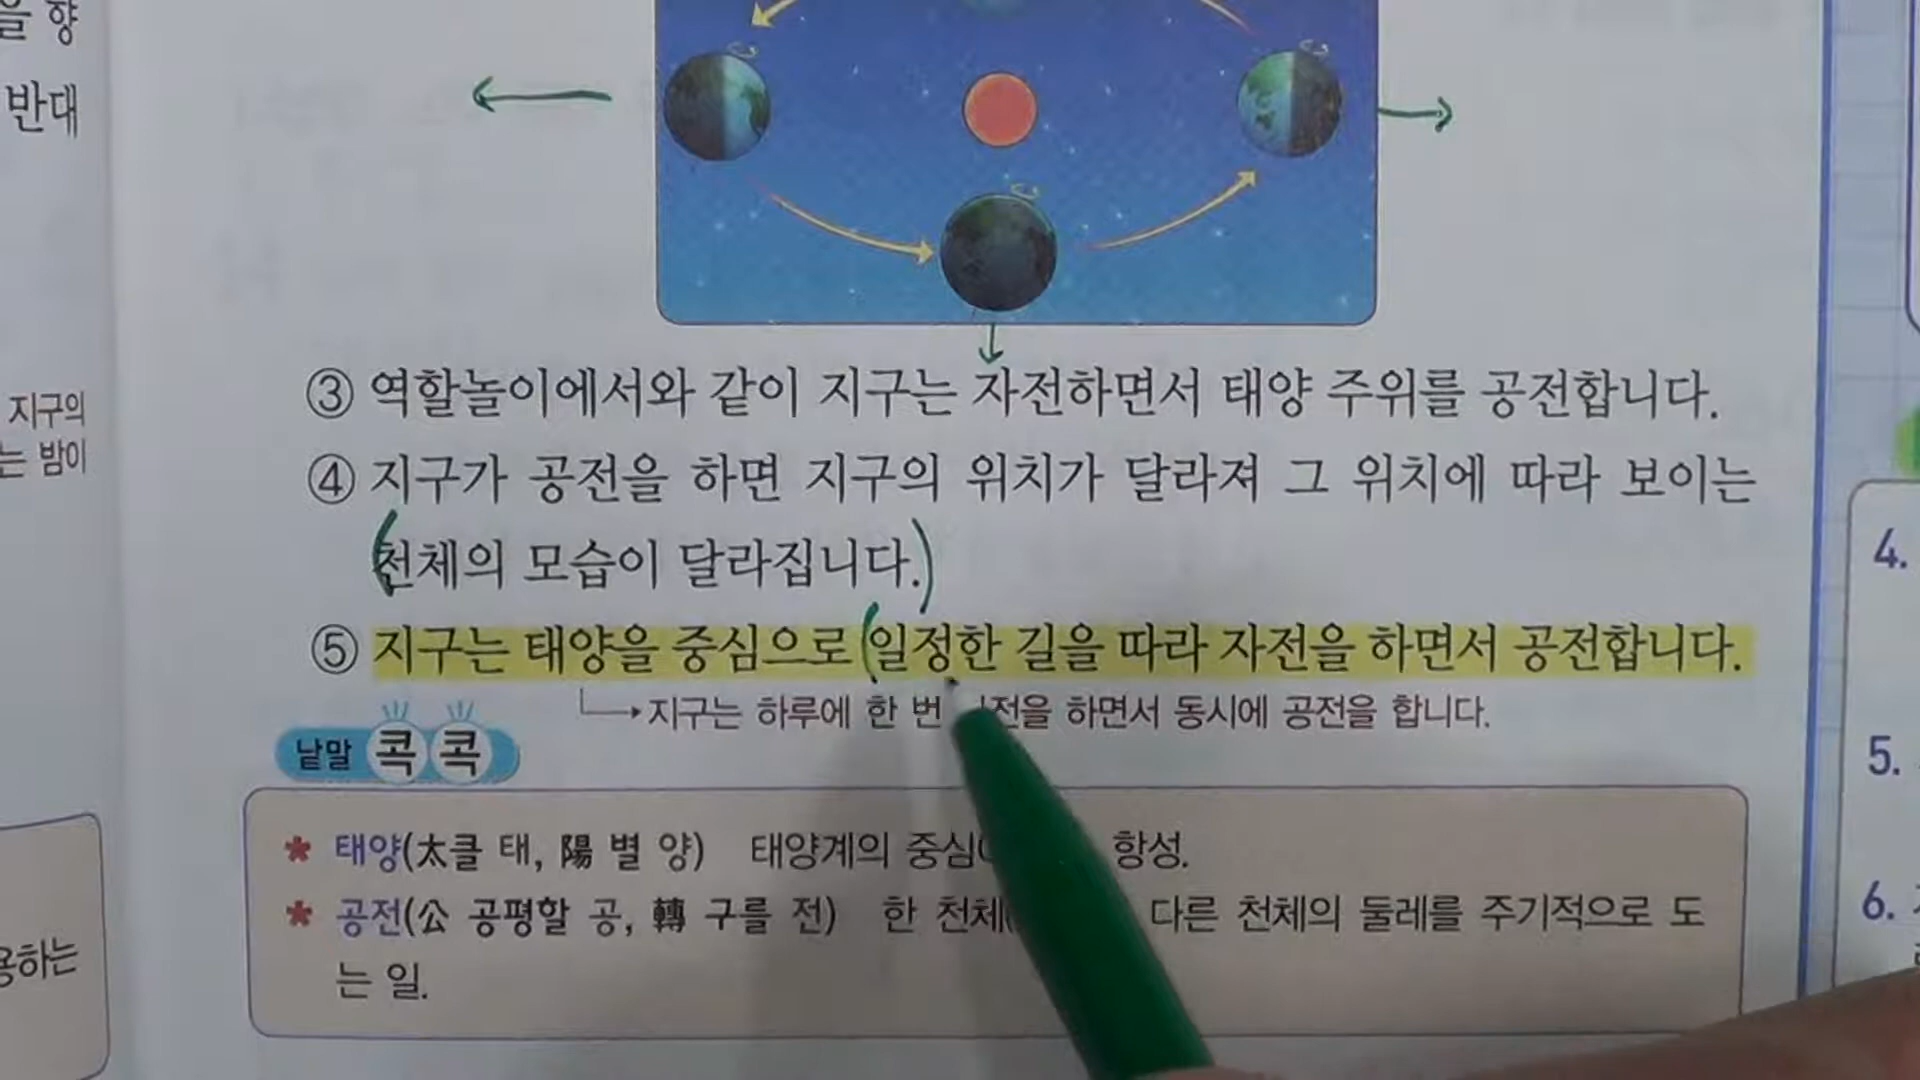 을 향
반대
지구의
는 밤이
용하는
③ 역할놀이에서와 같이 지구는 자전하면서 태양 주위를 공전합니다.
④ 지구가 공전을 하면 지구의 위치가 달라져 그 위치에 따라 보이는
(천체의 모습이 달라집니다.)
⑤ 지구는 태양을 중심으로 (일정한 길을 따라 자전을 하면서 공전합니다.
→ 지구는 하루에 한 번 전을 하면서 동시에 공전을 합니다.
낱말 콕콕
* 태양(太클 태, 陽 별 양) 태양계의 중심 항성.
* 공전(公 공평할 공, 轉 구를 전) 한 천체 다른 천체의 둘레를 주기적으로 도
는 일.
4.
5.
6.